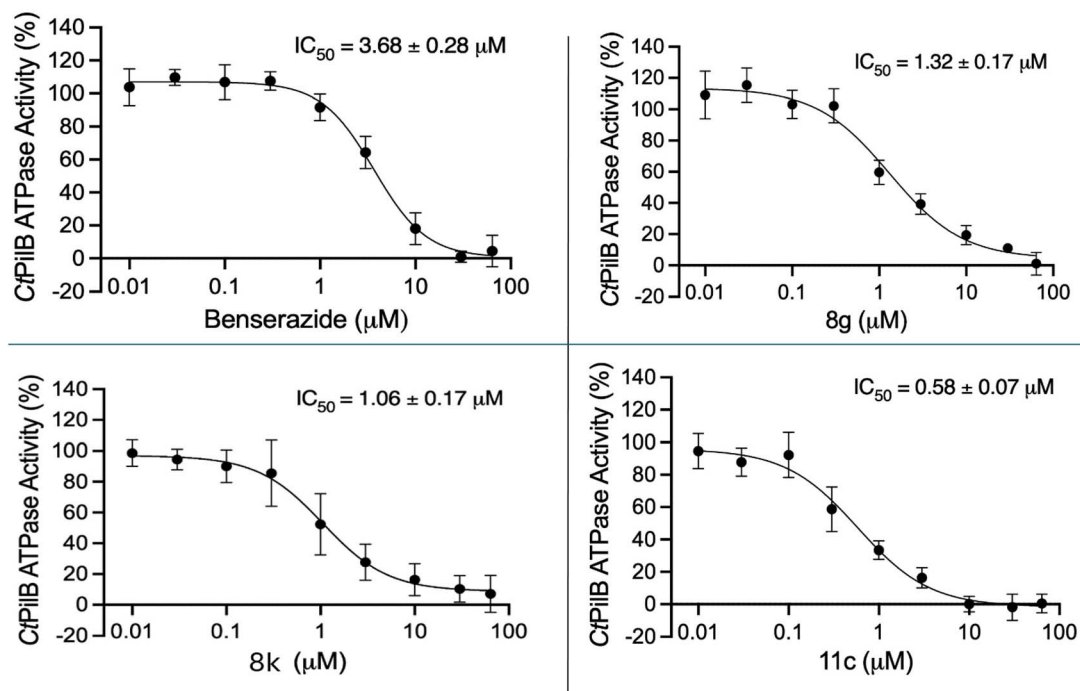 CtPilB ATPase Activity (%)
140
120
100
80
60
40
20
0
-20
IC50 = 3.68 ± 0.28 μM
0.01 0.1 1 10 100
Benserazide (μM)
CtPilB ATPase Activity (%)
140
120
100
80
60
40
20
0
-20
IC50 = 1.32 ± 0.17 μM
0.01 0.1 1 10 100
8g (μM)
CtPilB ATPase Activity (%)
140
120
100
80
60
40
20
0
-20
IC50 = 1.06 ± 0.17 μM
0.01 0.1 1 10 100
8k (μM)
CtPilB ATPase Activity (%)
140
120
100
80
60
40
20
0
-20
IC50 = 0.58 ± 0.07 μM
0.01 0.1 1 10 100
11c (μM)